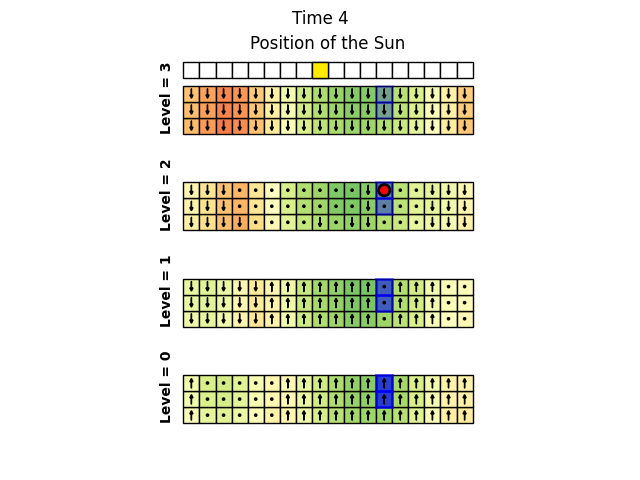 Time 4
Position of the Sun
Level = 3
Level = 2
Level = 1
Level = 0